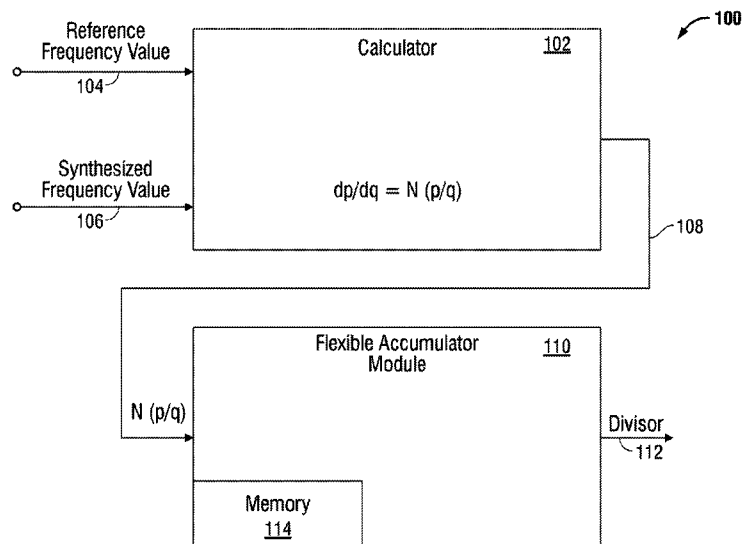 100
Reference
Frequency Value
104
Calculator
102
Synthesized
Frequency Value
106
dp/dq = N (p/q)
108
Flexible Accumulator
Module
110
N (p/q)
Divisor
112
Memory
114